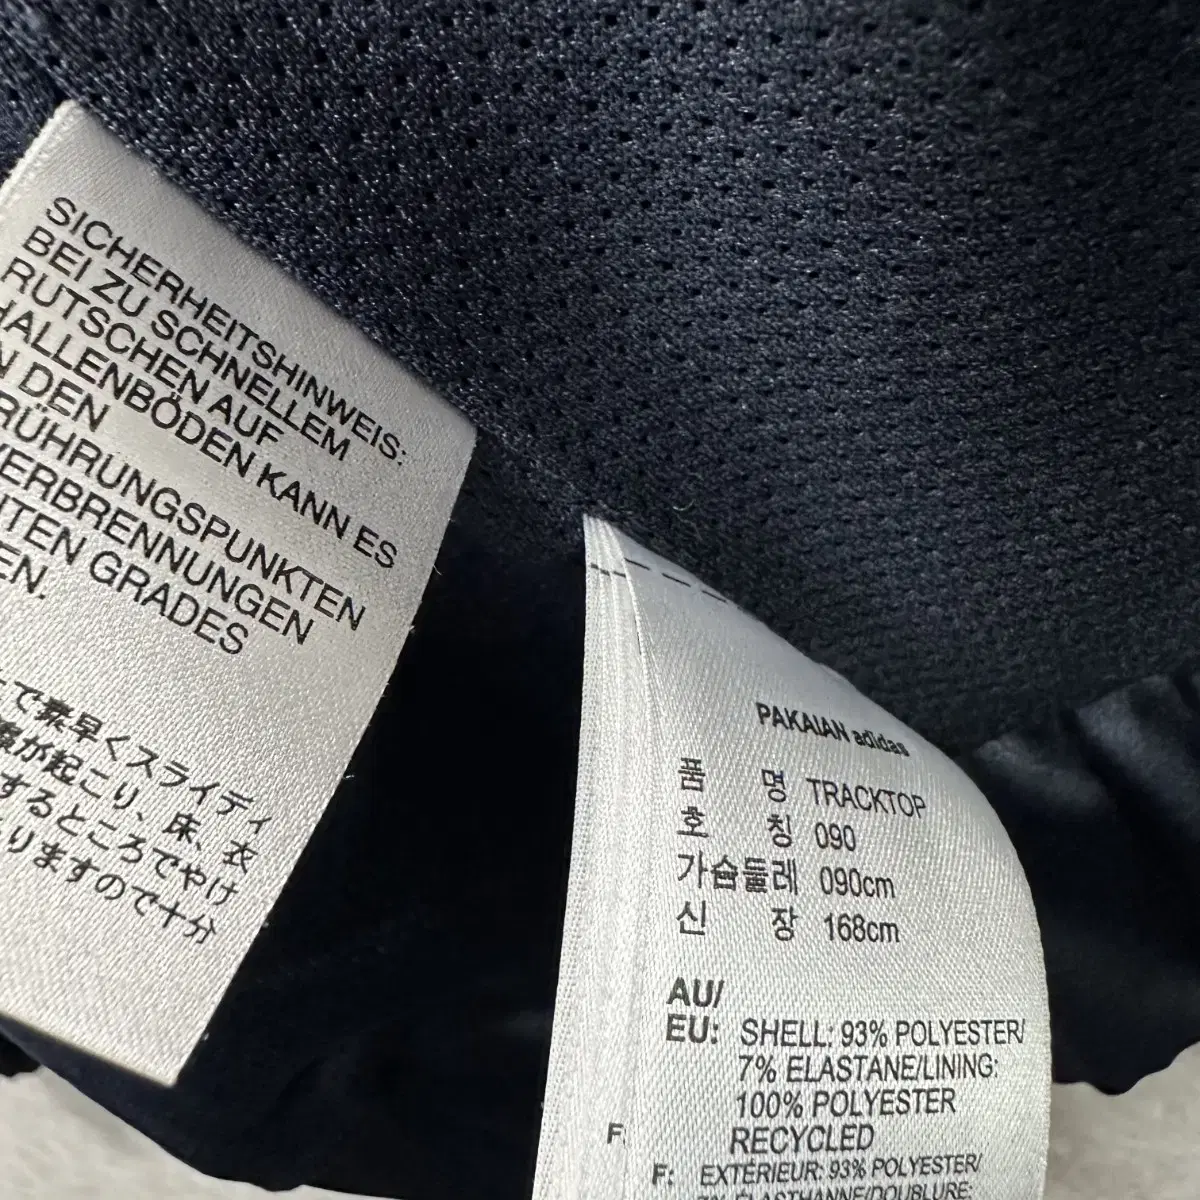 SICHERHEITSHINWEIS:
BEI ZU SCHNELLEM
RUTSCHEN AUF
HALLENBÖDEN KANN ES
DEN
VERBRENNUNGEN
GRADES
で素早くスライディ
が起こり、床、衣
するところでやけ
りますので十分
PAKAIAN adidas
품 명 TRACKTOP
호 칭 090
가슴둘레 090cm
신 장 168cm
AU/
EU: SHELL: 93% POLYESTER/
7% ELASTANE/LINING:
100% POLYESTER
RECYCLED
F:
F: EXTÉRIEUR: 93% POLYESTER/
7% ÉLASTHANNE/DOUBLURE: